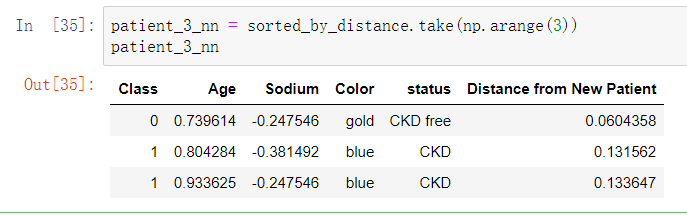 In [35]: patient_3_nn = sorted_by_distance.take(np.arange(3))
patient_3_nn
Out[35]:
Class Age Sodium Color status Distance from New Patient
0 0.739614 -0.247546 gold CKD free 0.0604358
1 0.804284 -0.381492 blue CKD 0.131562
1 0.933625 -0.247546 blue CKD 0.133647